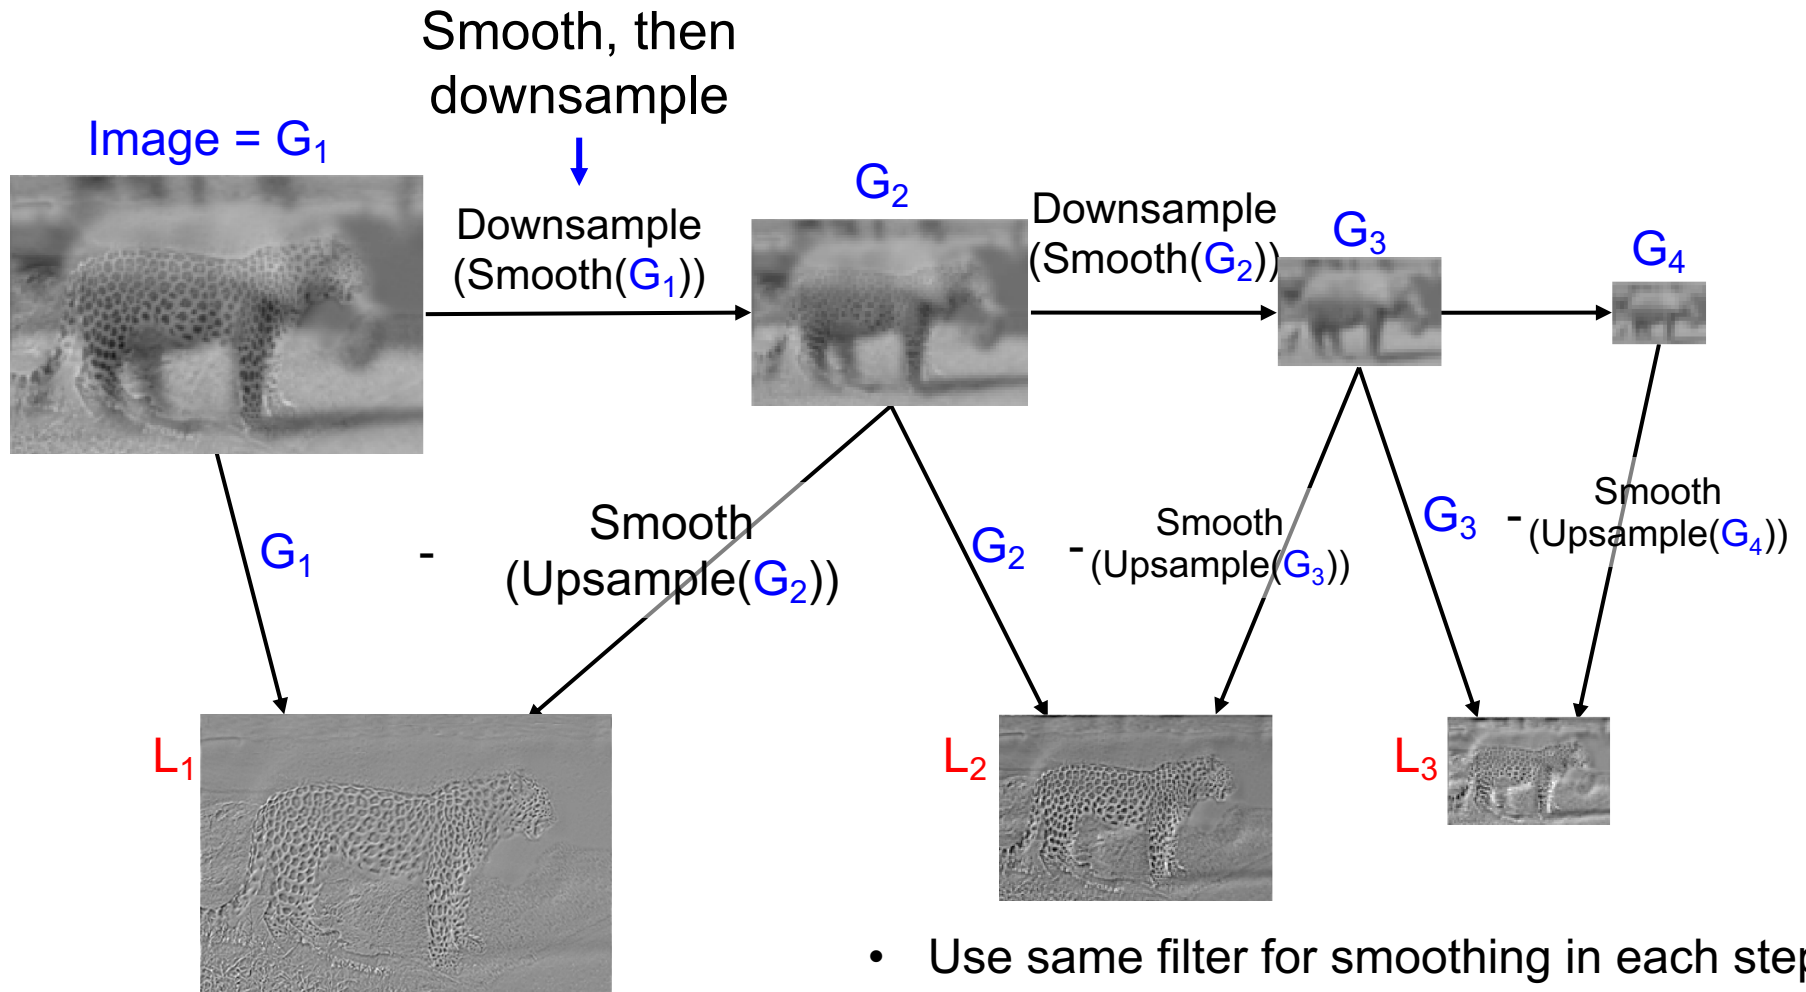 Smooth, then
downsample
Image = G₁
Downsample
(Smooth(G₁))
G₂
Downsample
(Smooth(G₂))
G₃
G₄
G₁ - Smooth
(Upsample(G₂))
G₂ - Smooth
(Upsample(G₃))
G₃ - Smooth
(Upsample(G₄))
L₁
L₂
L₃
• Use same filter for smoothing in each step